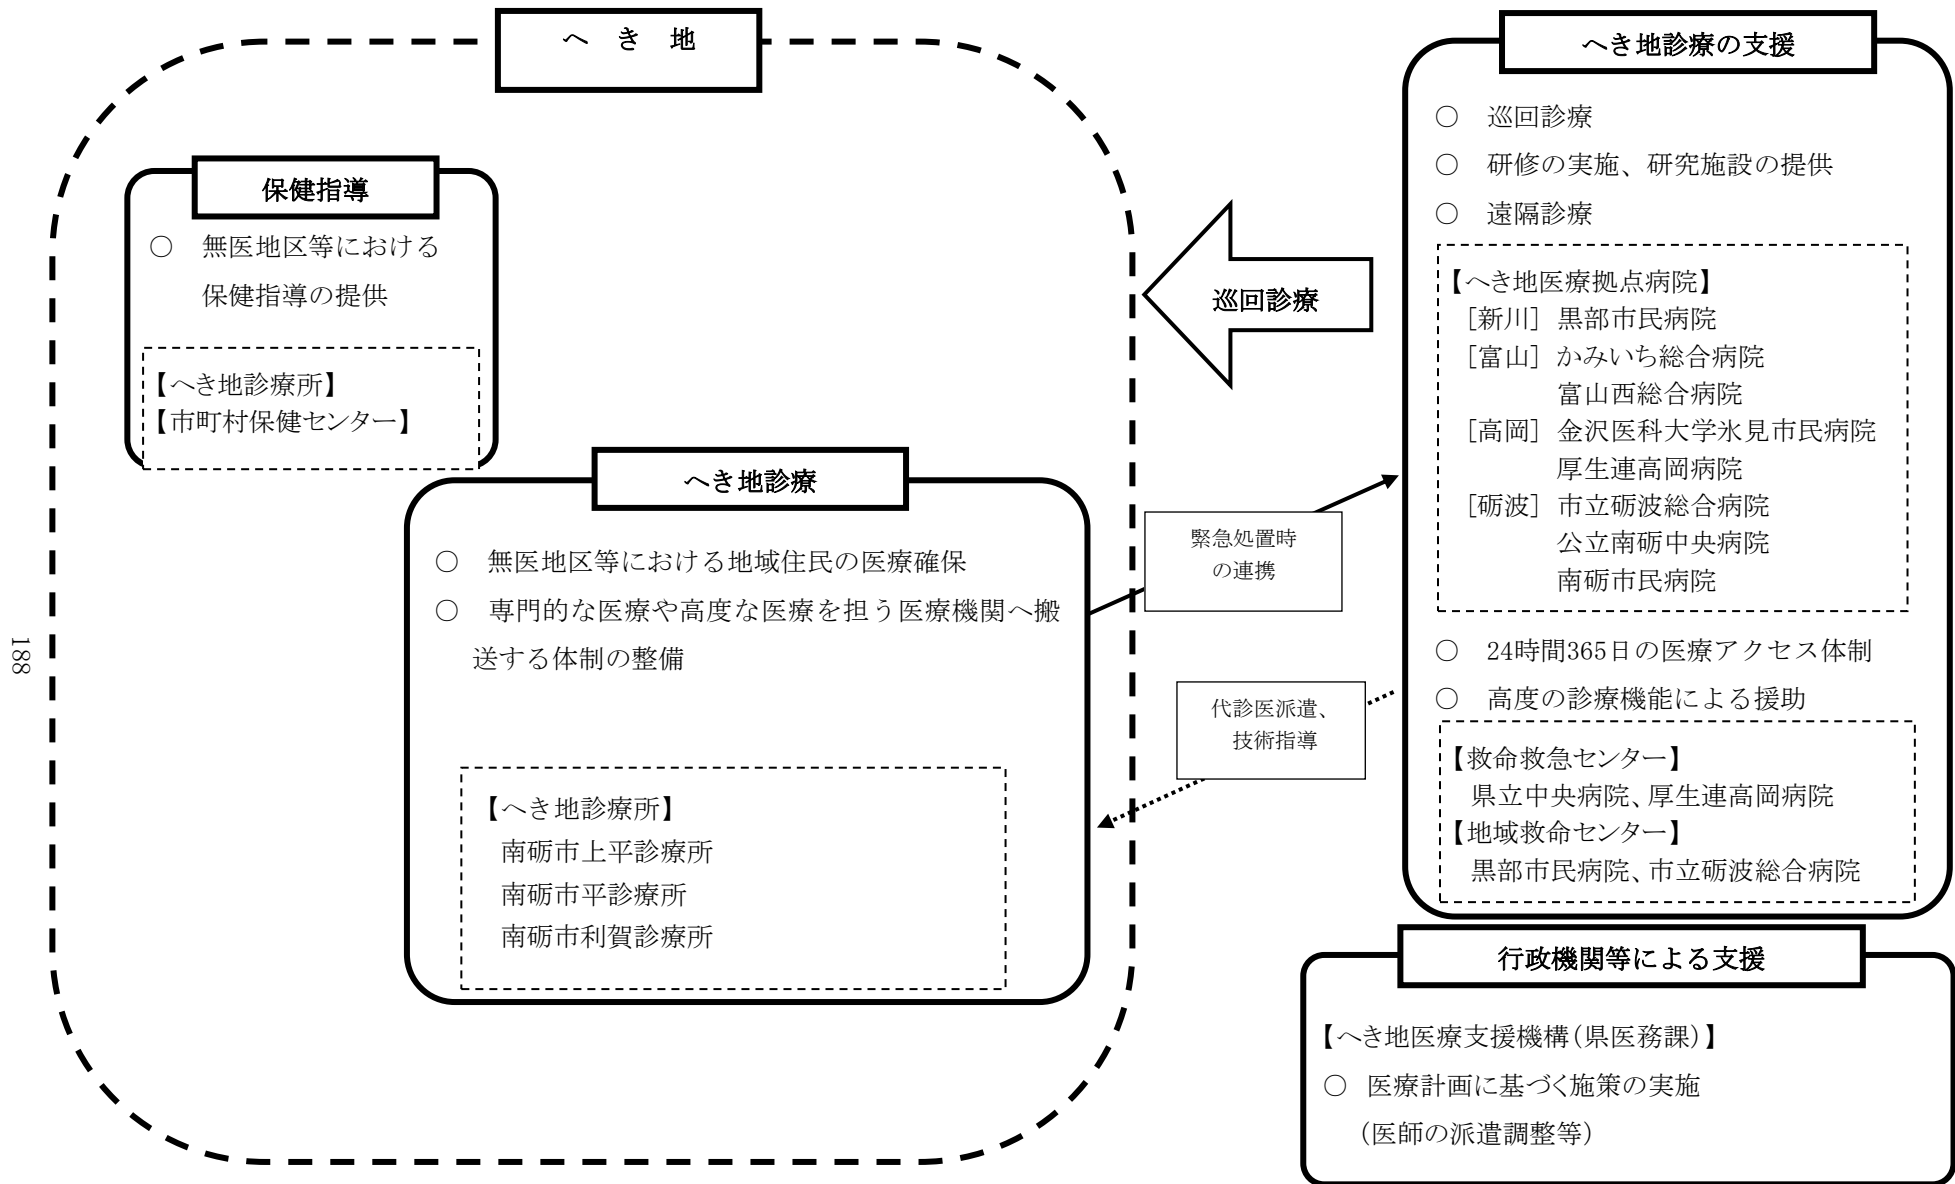 へ き 地
保健指導
○ 無医地区等における
保健指導の提供
【へき地診療所】
【市町村保健センター】
へき地診療
○ 無医地区等における地域住民の医療確保
○ 専門的な医療や高度な医療を担う医療機関へ搬
送する体制の整備
【へき地診療所】
南砺市上平診療所
南砺市平診療所
南砺市利賀診療所
巡回診療
緊急処置時
の連携
代診医派遣、
技術指導
へき地診療の支援
○ 巡回診療
○ 研修の実施、研究施設の提供
○ 遠隔診療
【へき地医療拠点病院】
［新川］ 黒部市民病院
［富山］ かみいち総合病院
富山西総合病院
［高岡］ 金沢医科大学氷見市民病院
厚生連高岡病院
［砺波］ 市立砺波総合病院
公立南砺中央病院
南砺市民病院
○ 24時間365日の医療アクセス体制
○ 高度の診療機能による援助
【救命救急センター】
県立中央病院、厚生連高岡病院
【地域救命センター】
黒部市民病院、市立砺波総合病院
行政機関等による支援
【へき地医療支援機構（県医務課）】
○ 医療計画に基づく施策の実施
（医師の派遣調整等）
188